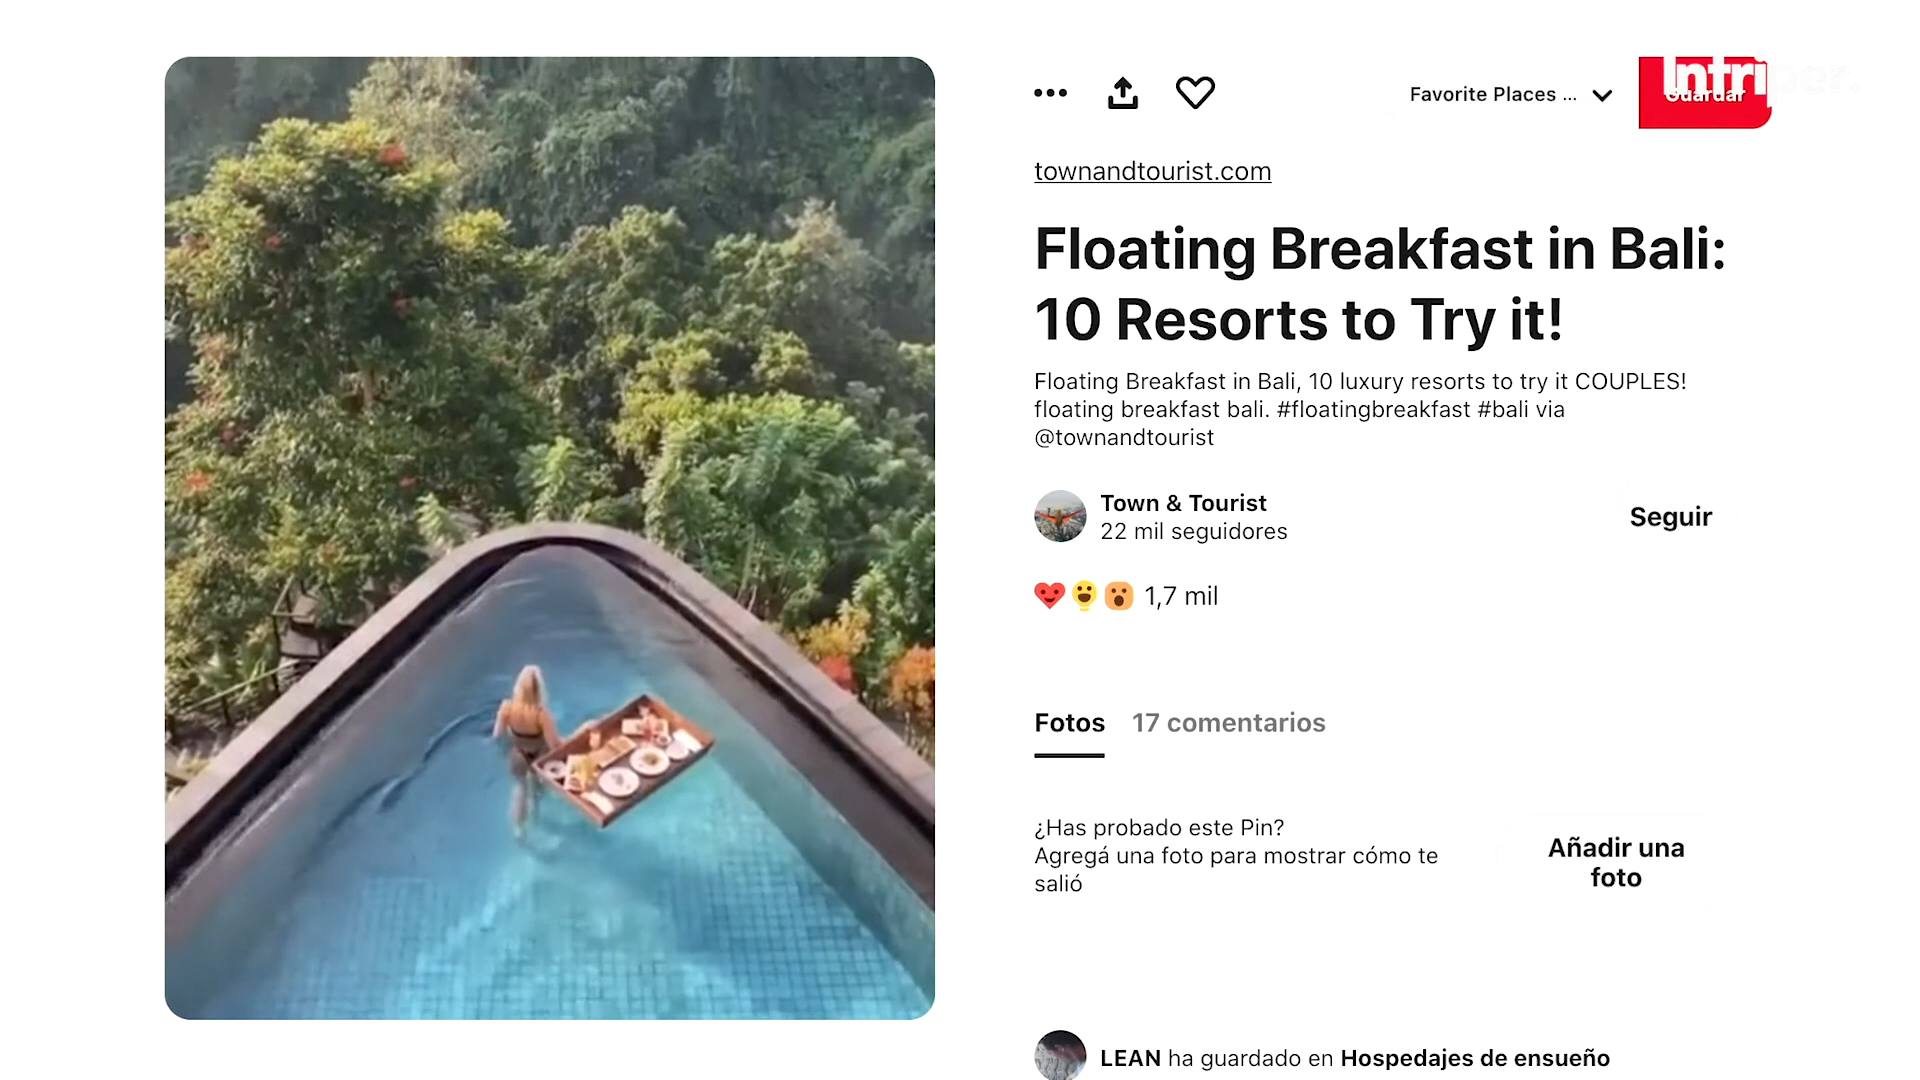 Favorite Places ...
Guardar
Intriper.
townandtourist.com
Floating Breakfast in Bali:
10 Resorts to Try it!
Floating Breakfast in Bali, 10 luxury resorts to try it COUPLES!
floating breakfast bali. #floatingbreakfast #bali via
@townandtourist
Town & Tourist
22 mil seguidores
Seguir
1,7 mil
Fotos
17 comentarios
¿Has probado este Pin?
Agregá una foto para mostrar cómo te
salió
Añadir una
foto
LEAN ha guardado en Hospedajes de ensueño